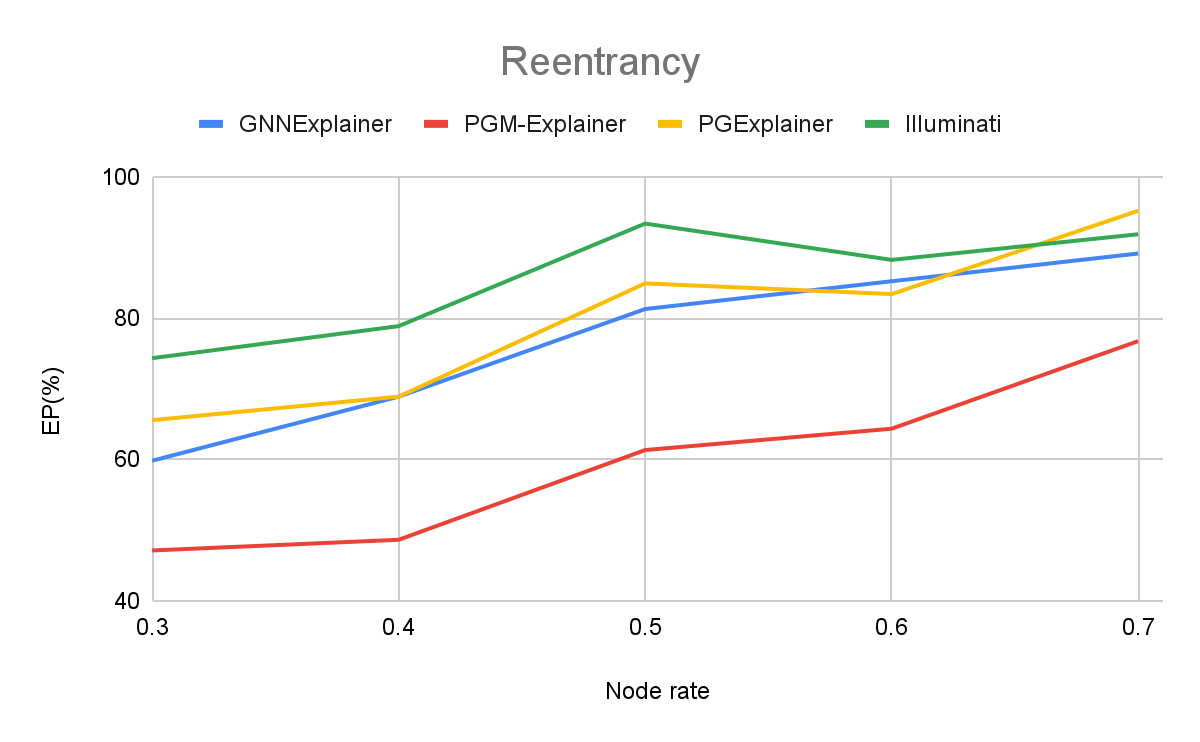 Reentrancy
GNNExplainer PGM-Explainer PGExplainer Illuminati
100
80
60
40
EP(%)
0.3 0.4 0.5 0.6 0.7
Node rate